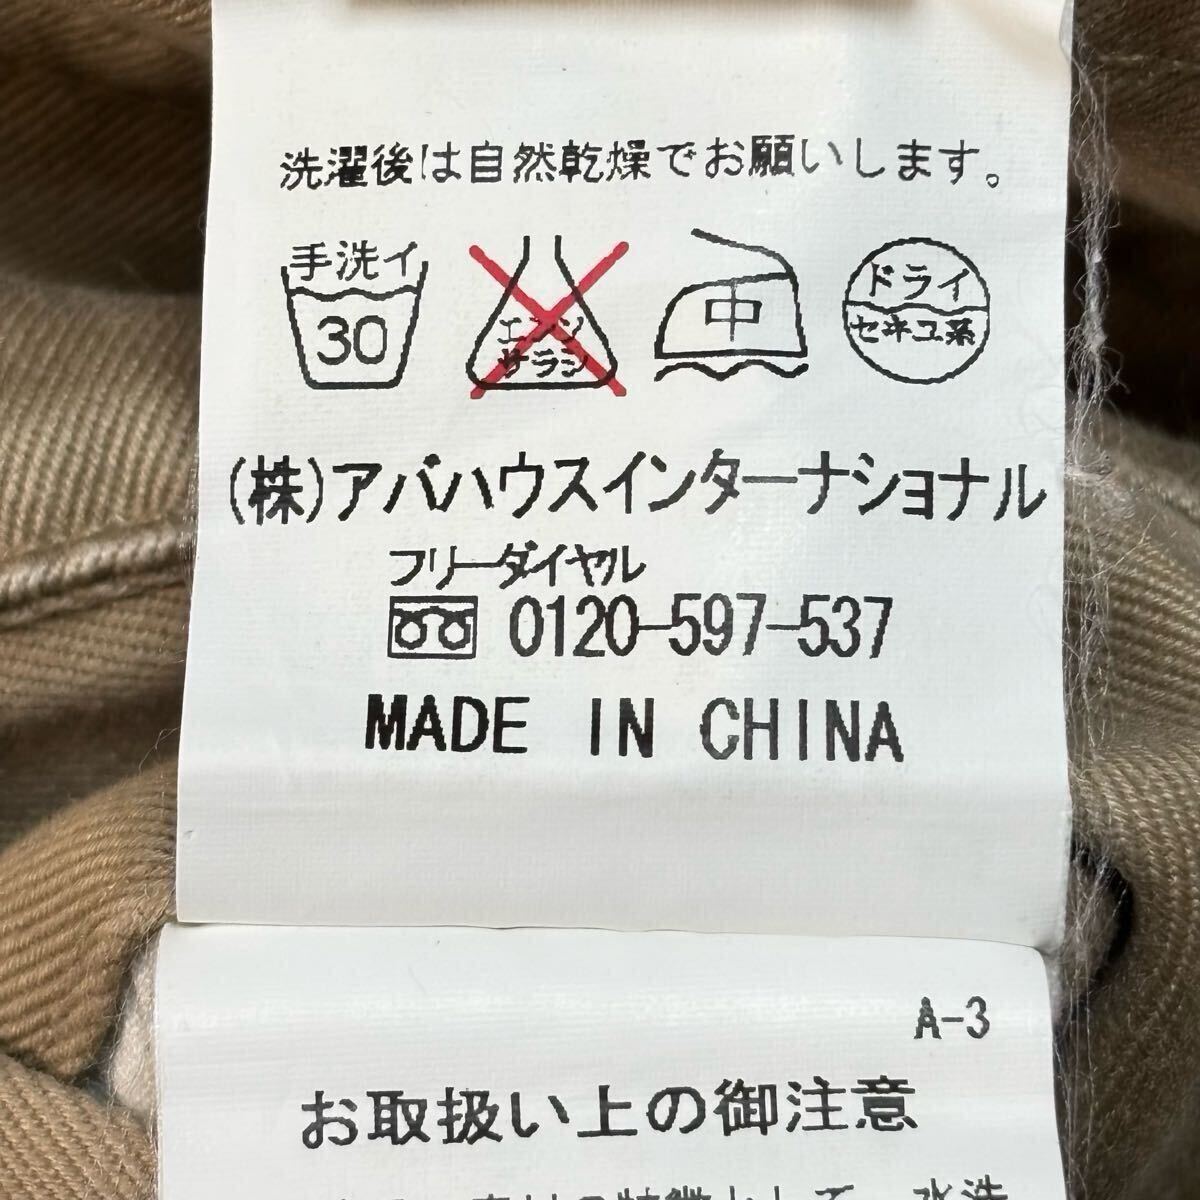 洗濯後は自然乾燥でお願いします。
手洗イ
30
エンソ
サラシ
中
ドライ
セキユ系
(株)アバハウスインターナショナル
フリーダイヤル
0120-597-537
MADE IN CHINA
A-3
お取扱い上の御注意